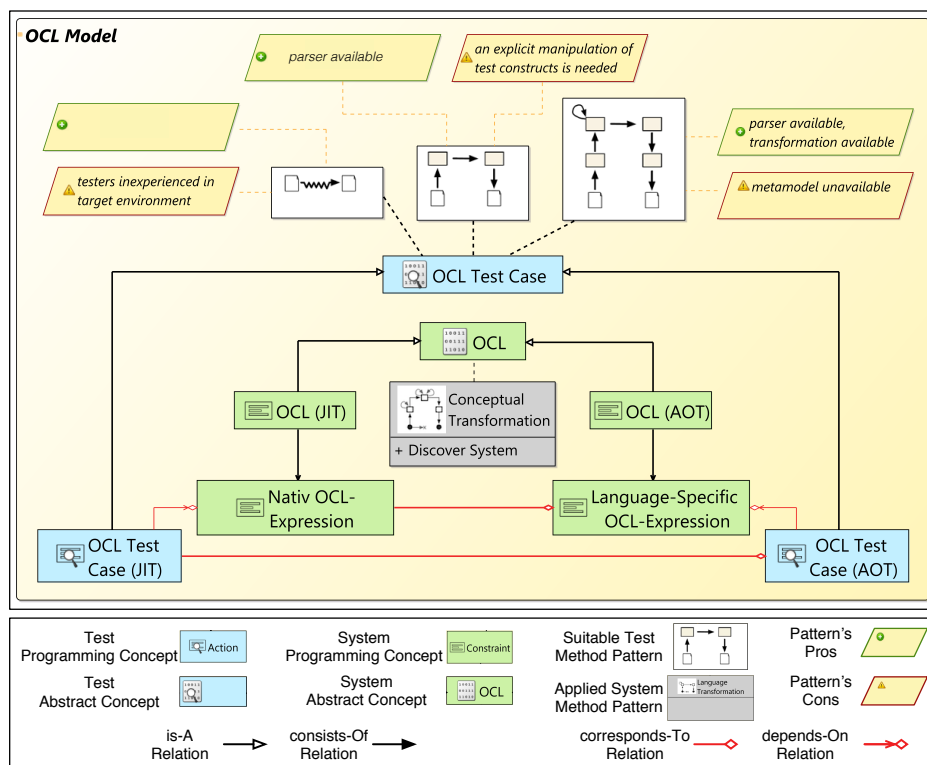 OCL Model
parser available
an explicit manipulation of
test constructs is needed
parser available,
transformation available
testers inexperienced in
target environment
metamodel unavailable
OCL Test Case
OCL
OCL (JIT)
Conceptual
Transformation
+ Discover System
OCL (AOT)
Nativ OCL-
Expression
Language-Specific
OCL-Expression
OCL Test
Case (JIT)
OCL Test
Case (AOT)
Test
Programming Concept
Action
System
Programming Concept
Constraint
Suitable Test
Method Pattern
Pattern's
Pros
Test
Abstract Concept
System
Abstract Concept
OCL
Applied System
Method Pattern
Language
Transformation
Pattern's
Cons
is-A
Relation
consists-Of
Relation
corresponds-To
Relation
depends-On
Relation